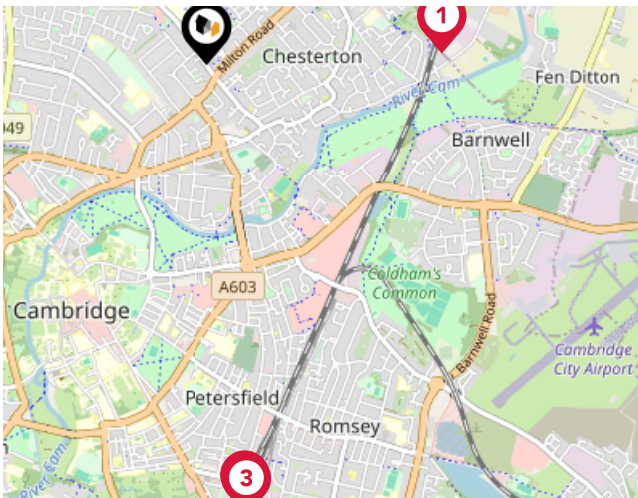 1
Milton Road
Chesterton
River Cam
Fen Ditton
049
Barnwell
A603
Coldham's
Common
Cambridge
Barnwell Road
Cambridge
City Airport
Petersfield
Romsey
3
River Cam